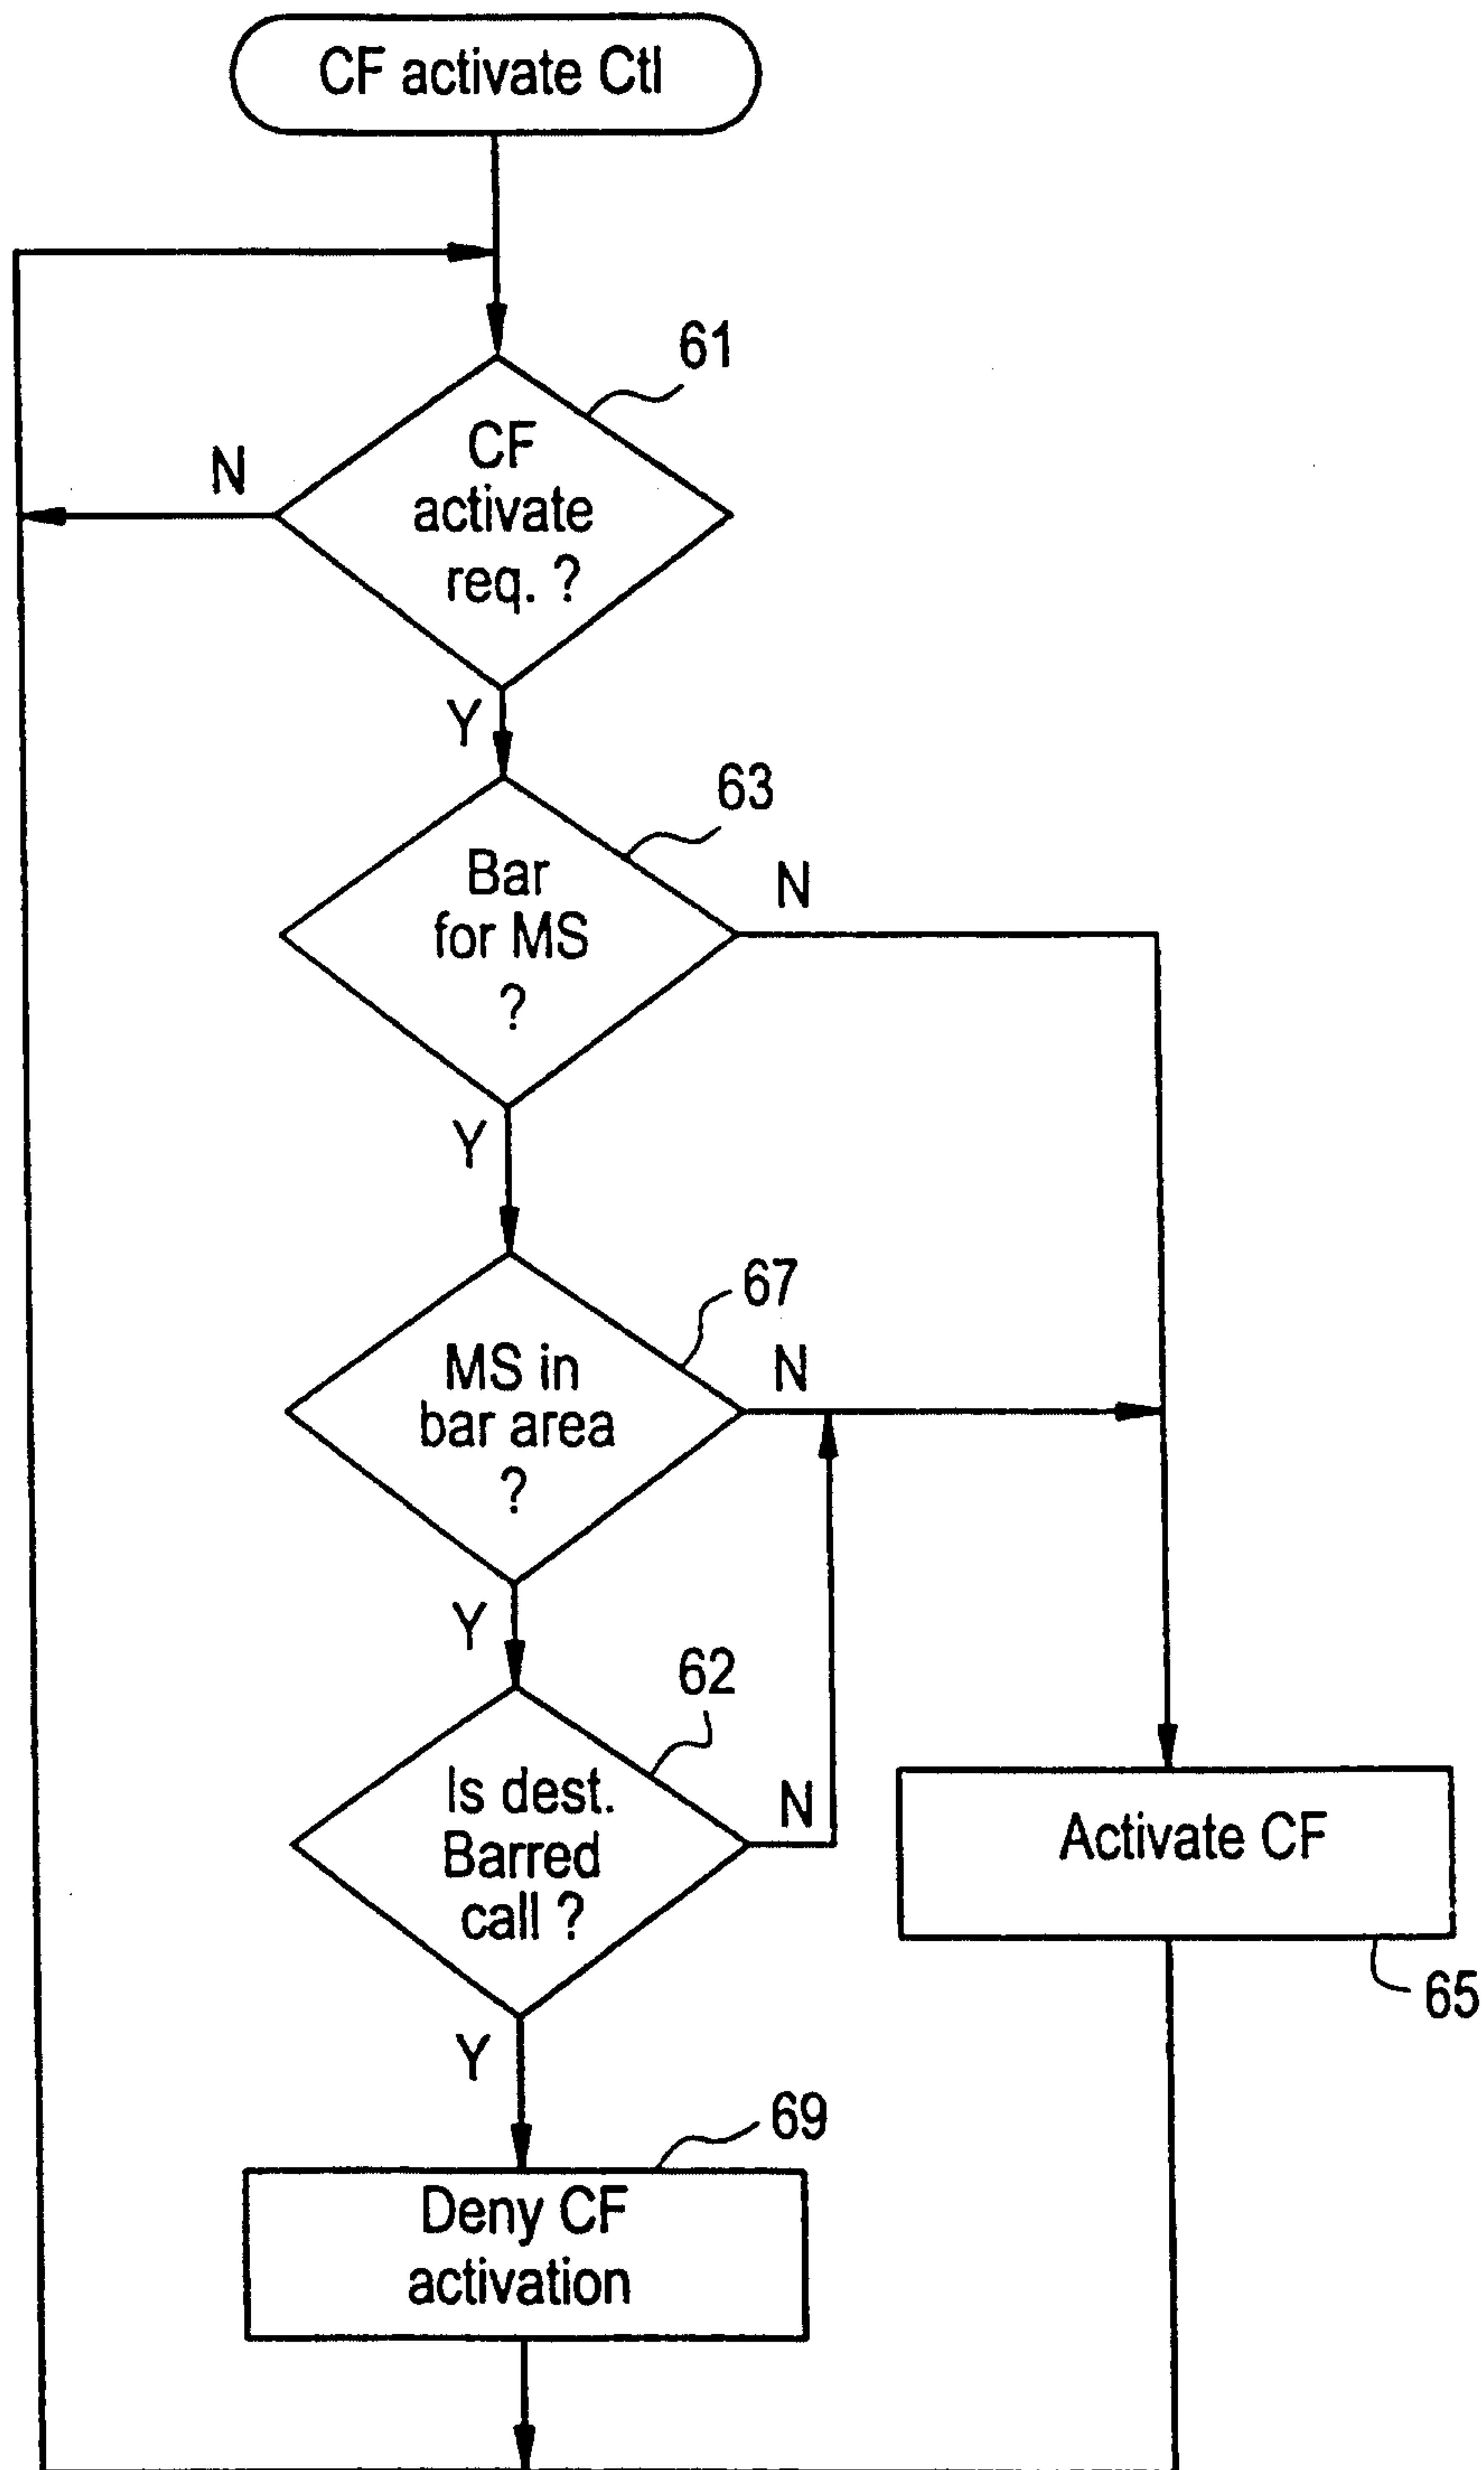 CF activate Ctl
61
CF
activate
req. ?
N
Y
63
Bar
for MS
?
N
Y
67
MS in
bar area
?
N
Y
62
Is dest.
Barred
call ?
N
Y
Activate CF
65
69
Deny CF
activation